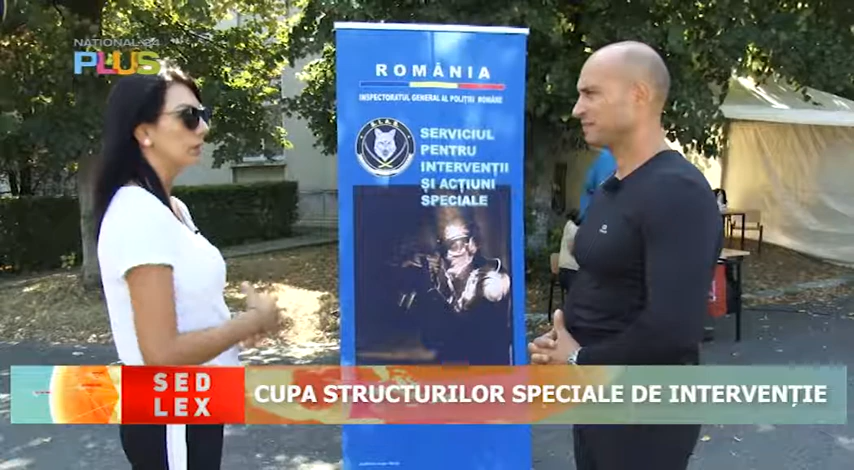 NATIONAL 24
PLUS
ROMÂNIA
INSPECTORATUL GENERAL AL POLIȚIEI ROMÂNE
S.I.A.S.
SERVICIUL
PENTRU
INTERVENȚII
ȘI ACȚIUNI
SPECIALE
SED
LEX
CUPA STRUCTURILOR SPECIALE DE INTERVENȚIE